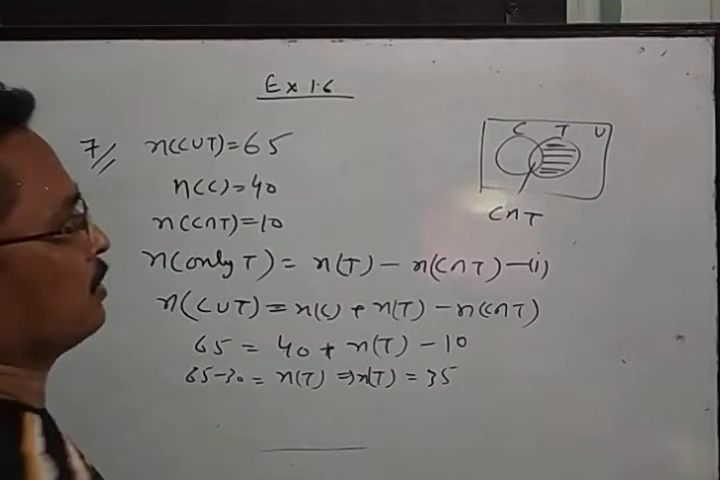 Ex 1.6
7// n(C∪T)=65
n(C)=40
n(C∩T)=10
n(only T) = n(T) - n(C∩T) -(i)
n(C∪T) = n(C) + n(T) - n(C∩T)
65 = 40 + n(T) - 10
65-30 = n(T) ⇒ n(T) = 35
C T U
C∩T